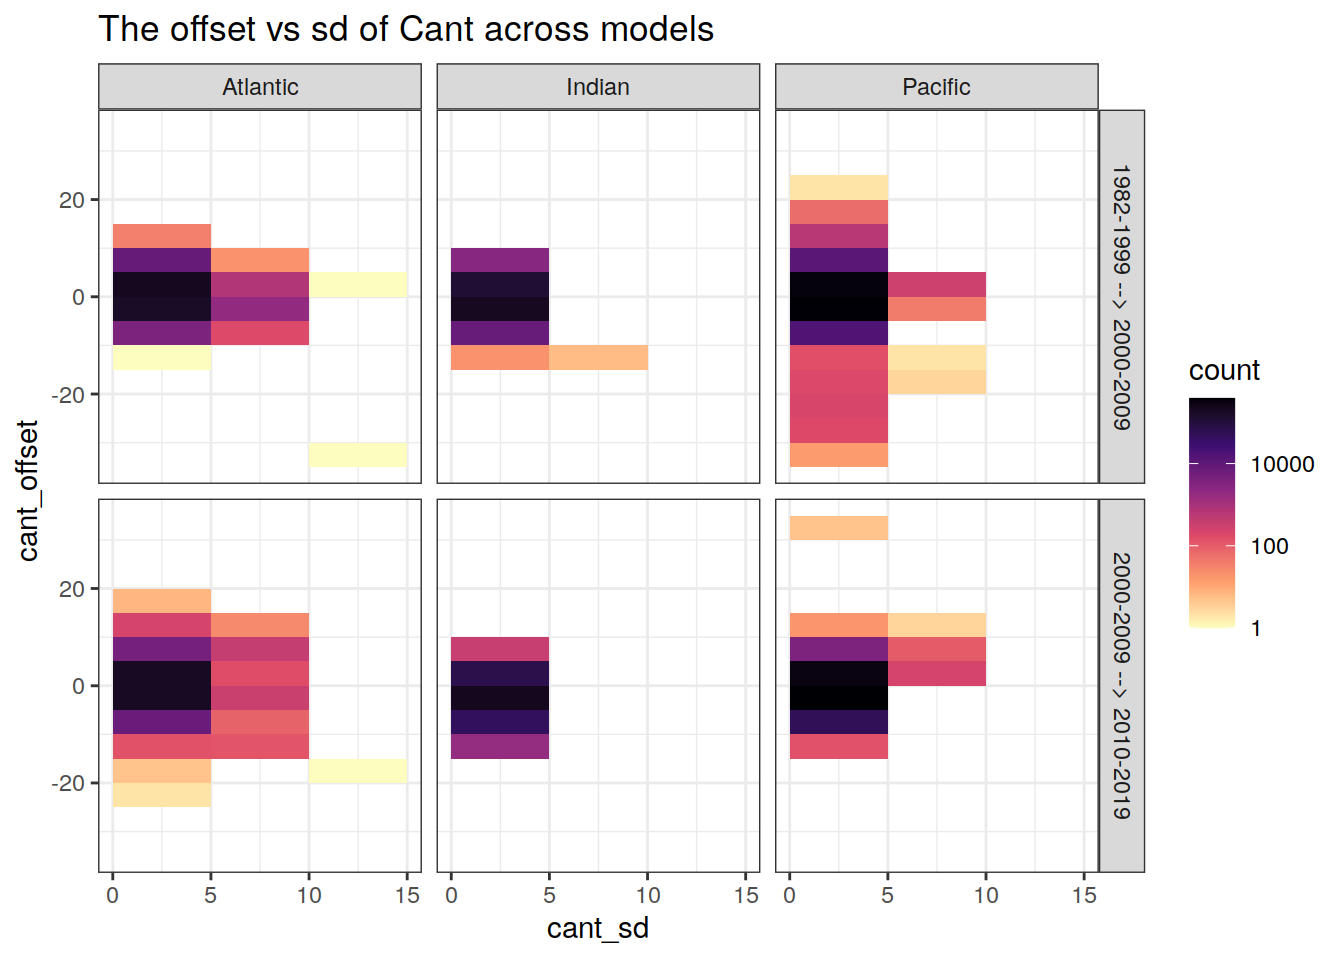 The offset vs sd of Cant across models
Atlantic
Indian
Pacific
1982-1999 --> 2000-2009
2000-2009 --> 2010-2019
cant_offset
20
0
-20
20
0
-20
0 5 10 15
0 5 10 15
0 5 10 15
cant_sd
count
10000
100
1